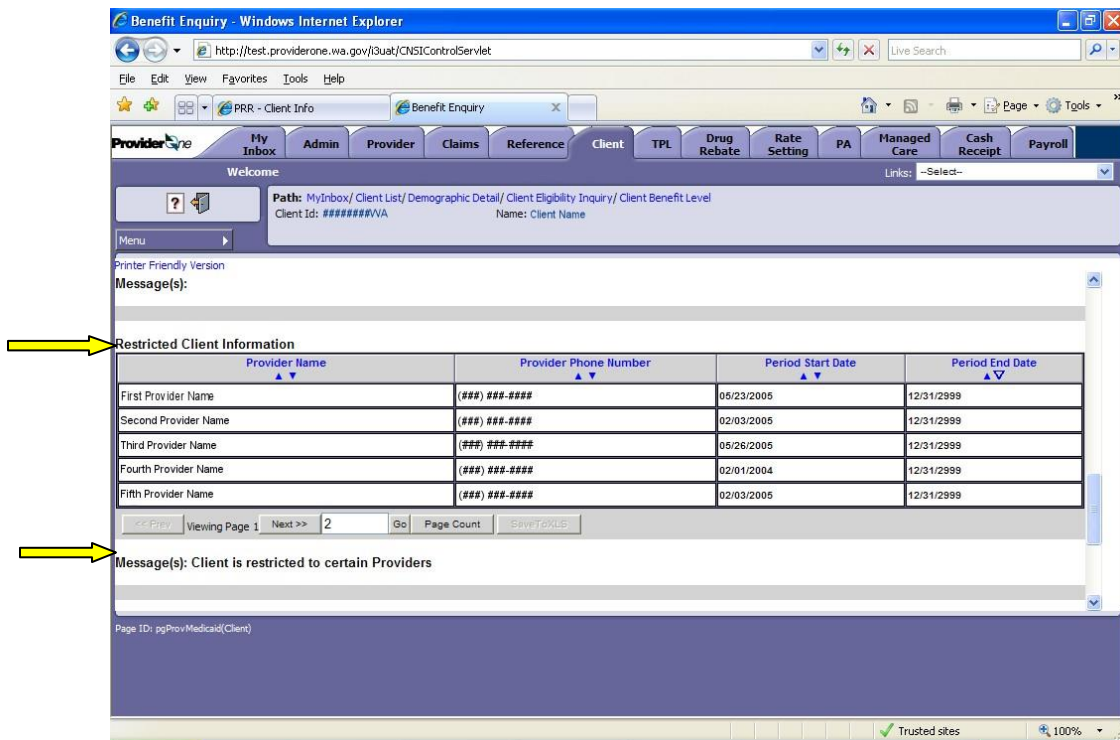 Benefit Enquiry - Windows Internet Explorer
http://test.providerone.wa.gov/i3uat/CNSIControlServlet
Live Search
File Edit View Favorites Tools Help
PRR - Client Info
Benefit Enquiry
Page Tools
ProviderOne
My Inbox Admin Provider Claims Reference Client TPL Drug Rebate Rate Setting PA Managed Care Cash Receipt Payroll
Welcome Links: --Select--
Path: MyInbox/ Client List/ Demographic Detail/ Client Eligibility Inquiry/ Client Benefit Level
Client Id: ########WA Name: Client Name
Menu
Printer Friendly Version
Message(s):
Restricted Client Information
Provider Name Provider Phone Number Period Start Date Period End Date
First Provider Name (###) ###-#### 05/23/2005 12/31/2999
Second Provider Name (###) ###-#### 02/03/2005 12/31/2999
Third Provider Name (###) ###-#### 05/26/2005 12/31/2999
Fourth Provider Name (###) ###-#### 02/01/2004 12/31/2999
Fifth Provider Name (###) ###-#### 02/03/2005 12/31/2999
<< Prev Viewing Page 1 Next >> 2 Go Page Count SaveToXLS
Message(s): Client is restricted to certain Providers
Page ID: pgProvMedicaid(Client)
Trusted sites 100%